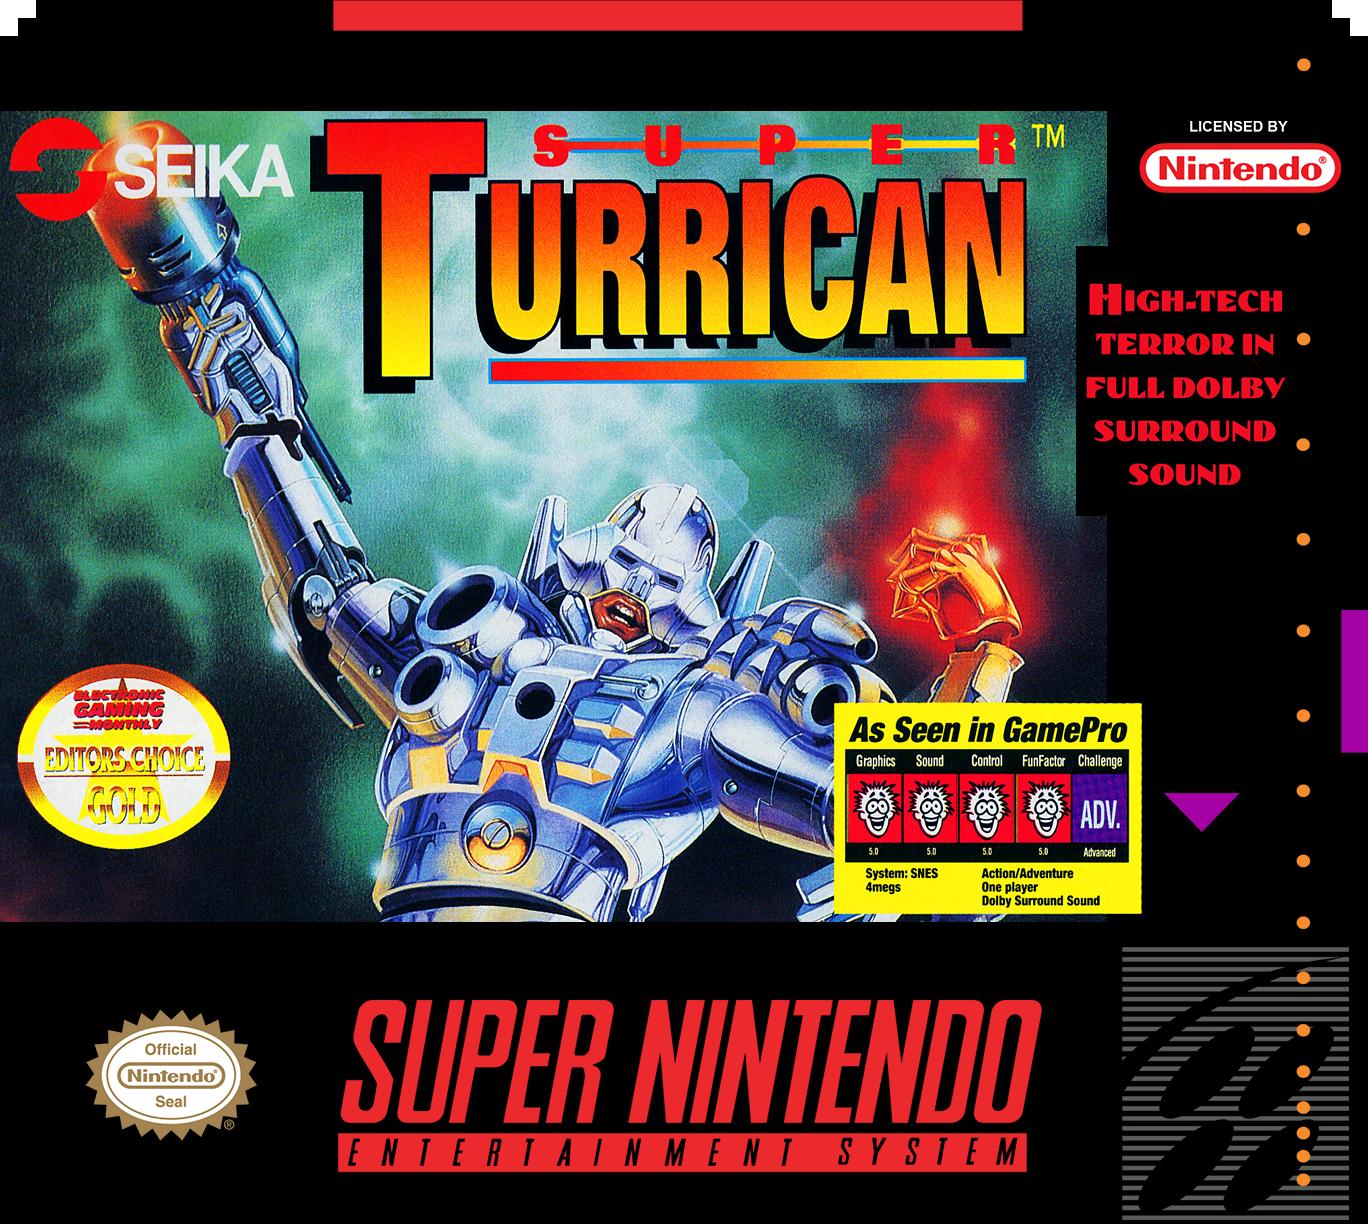 SEIKA
SUPER TM
TURRICAN
LICENSED BY
Nintendo®
HIGH-TECH
TERROR IN
FULL DOLBY
SURROUND
SOUND
ELECTRONIC
GAMING
MONTHLY
EDITORS CHOICE
GOLD
As Seen in GamePro
Graphics Sound Control FunFactor Challenge
ADV.
5.0 5.0 5.0 5.0 Advanced
System: SNES
4megs
Action/Adventure
One player
Dolby Surround Sound
Official
Nintendo®
Seal
®
SUPER NINTENDO
ENTERTAINMENT SYSTEM